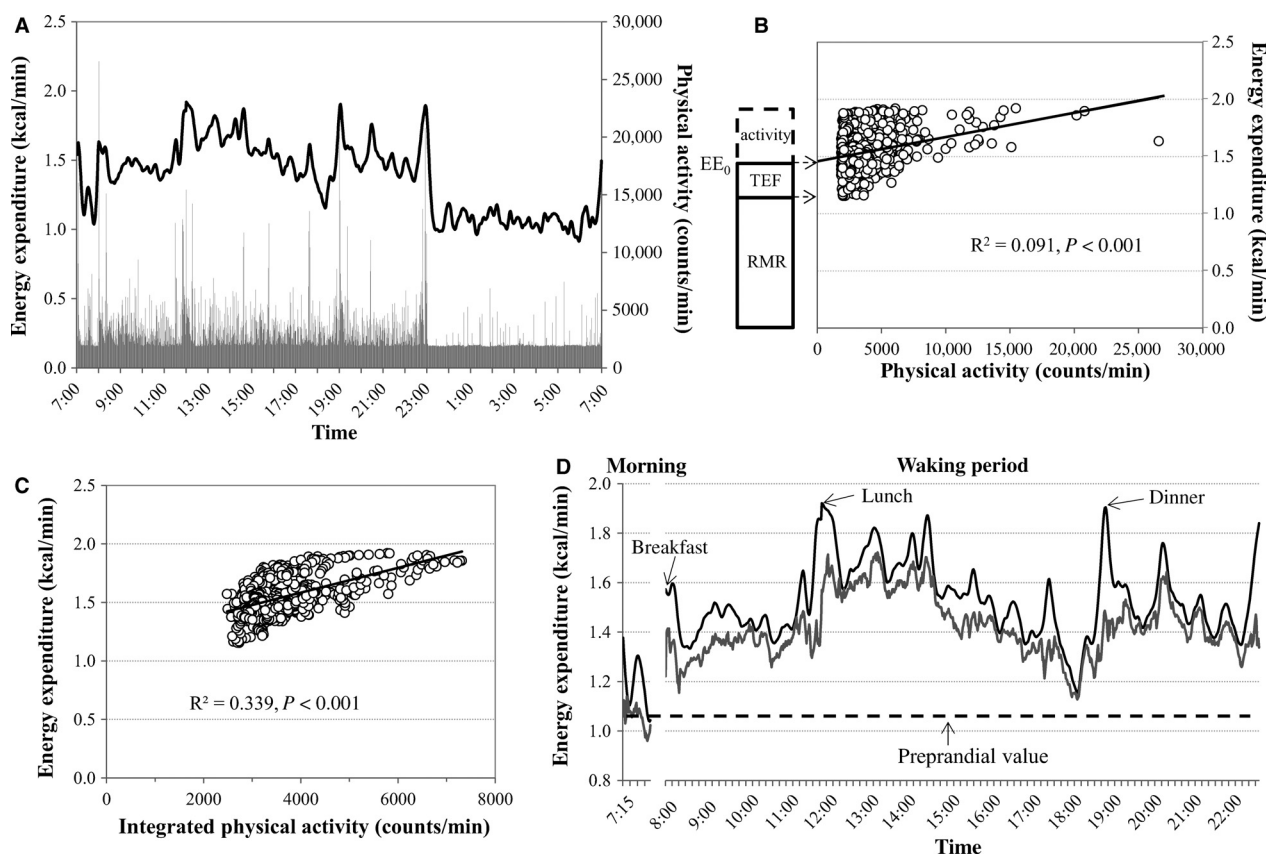 A
Energy expenditure (kcal/min)
2.5
2.0
1.5
1.0
0.5
0.0
30,000
25,000
20,000
15,000
10,000
5000
0
Physical activity
(counts/min)
7:00 9:00 11:00 13:00 15:00 17:00 19:00 21:00 23:00 1:00 3:00 5:00 7:00
Time
B
activity
EE0
TEF
RMR
2.5
2.0
1.5
1.0
0.5
0.0
Energy expenditure (kcal/min)
R2 = 0.091, P < 0.001
0 5000 10,000 15,000 20,000 25,000 30,000
Physical activity (counts/min)
C
Energy expenditure (kcal/min)
2.5
2.0
1.5
1.0
0.5
0.0
R2 = 0.339, P < 0.001
0 2000 4000 6000 8000
Integrated physical activity (counts/min)
D
Morning Waking period
Energy expenditure (kcal/min)
2.0
1.8
1.6
1.4
1.2
1.0
0.8
Breakfast
Lunch
Dinner
Preprandial value
7:15 8:00 9:00 10:00 11:00 12:00 13:00 14:00 15:00 16:00 17:00 18:00 19:00 20:00 21:00 22:00
Time